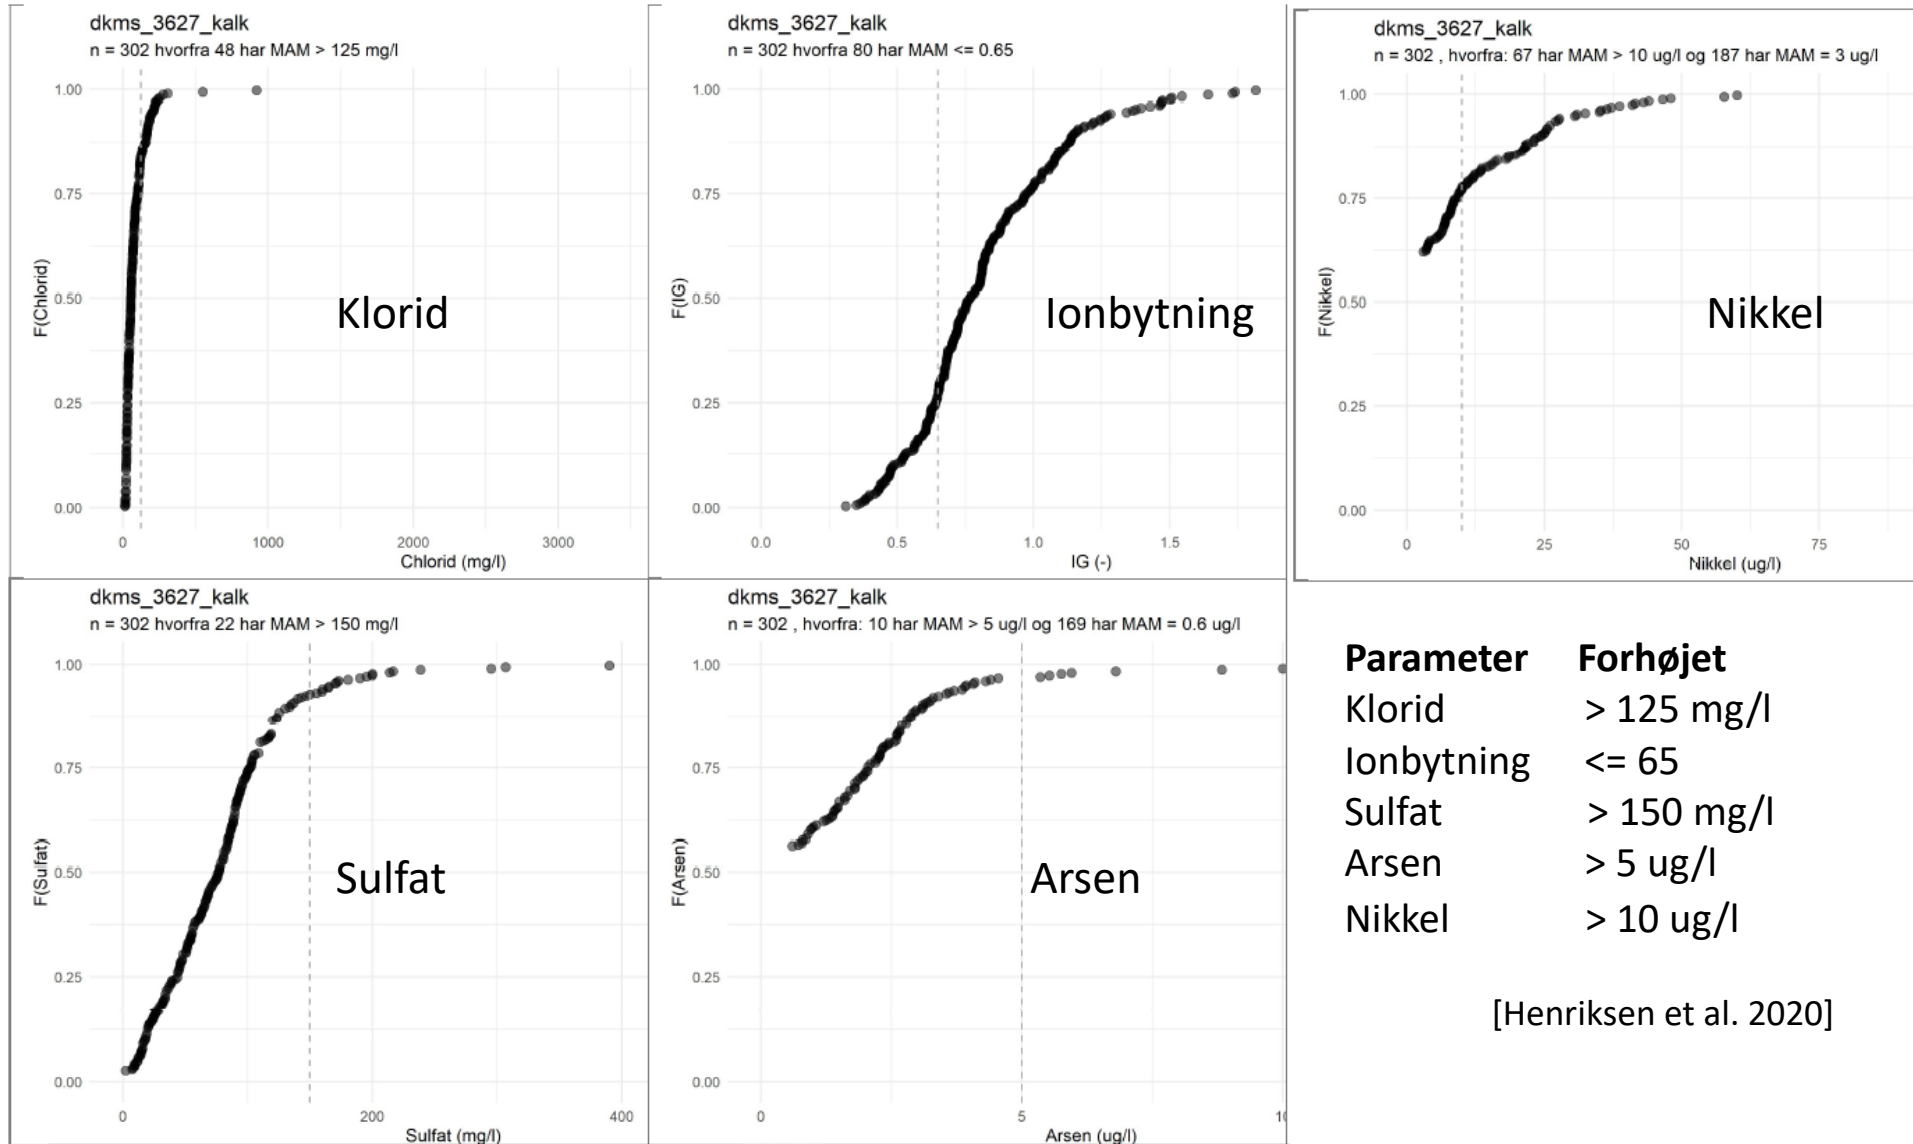 dkms_3627_kalk
n = 302 hvorfra 48 har MAM > 125 mg/l
1.00
0.75
0.50
0.25
0.00
F(Chlorid)
Klorid
0 1000 2000 3000
Chlorid (mg/l)
dkms_3627_kalk
n = 302 hvorfra 80 har MAM <= 0.65
1.00
0.75
0.50
0.25
0.00
F(IG)
Ionbytning
0.0 0.5 1.0 1.5
IG (-)
dkms_3627_kalk
n = 302 , hvorfra: 67 har MAM > 10 ug/l og 187 har MAM = 3 ug/l
1.00
0.75
0.50
0.25
0.00
F(Nikkel)
Nikkel
0 25 50 75
Nikkel (ug/l)
dkms_3627_kalk
n = 302 hvorfra 22 har MAM > 150 mg/l
1.00
0.75
0.50
0.25
0.00
F(Sulfat)
Sulfat
0 200 400
Sulfat (mg/l)
dkms_3627_kalk
n = 302 , hvorfra: 10 har MAM > 5 ug/l og 169 har MAM = 0.6 ug/l
1.00
0.75
0.50
0.25
0.00
F(Arsen)
Arsen
0 5
Arsen (ug/l)
Parameter Forhøjet
Klorid > 125 mg/l
Ionbytning <= 65
Sulfat > 150 mg/l
Arsen > 5 ug/l
Nikkel > 10 ug/l
[Henriksen et al. 2020]